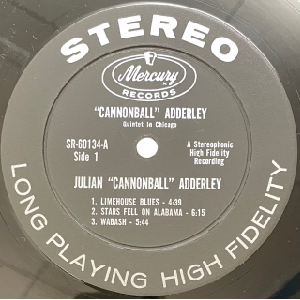 STEREO
Mercury
RECORDS
"CANNONBALL" ADDERLEY
Quintet in Chicago
SR-60134-A
Side 1
A Stereophonic
High Fidelity
Recording
JULIAN "CANNONBALL" ADDERLEY
1. LIMEHOUSE BLUES - 4:39
2. STARS FELL ON ALABAMA - 6:15
3. WABASH - 5:44
LONG PLAYING HIGH FIDELITY